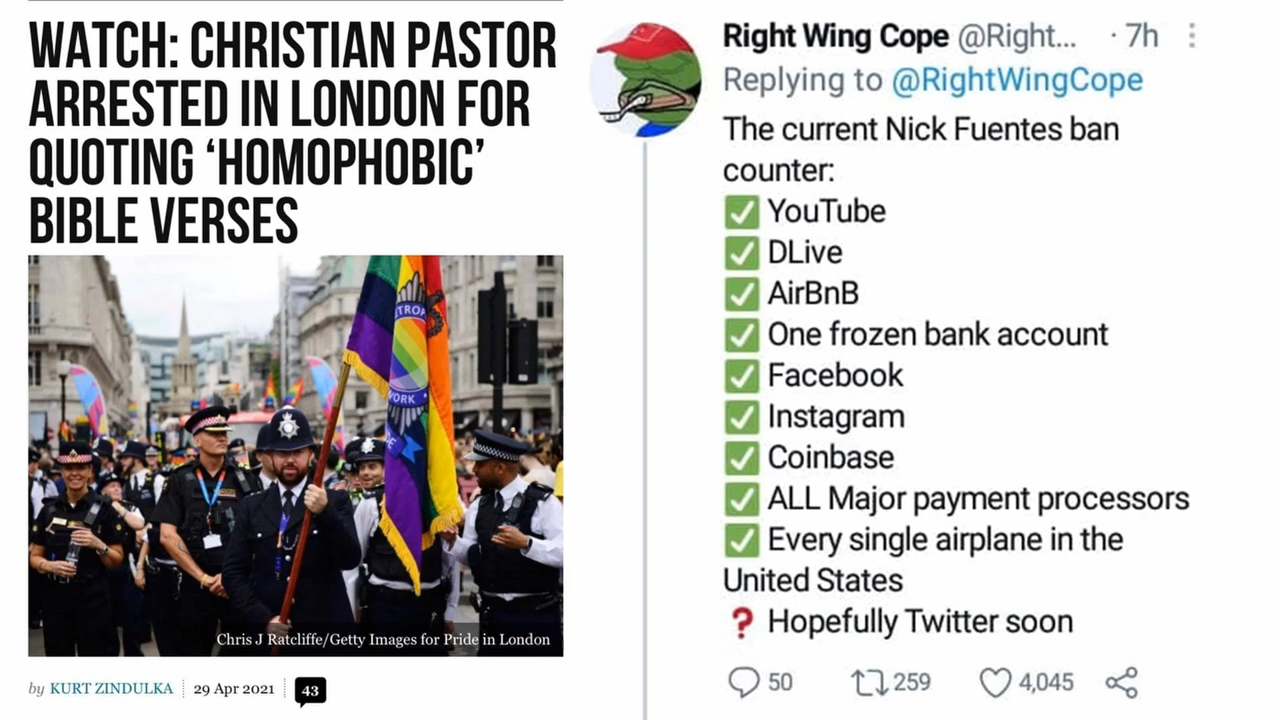 WATCH: CHRISTIAN PASTOR
ARRESTED IN LONDON FOR
QUOTING ‘HOMOPHOBIC’
BIBLE VERSES
METROP
WORK
Chris J Ratcliffe/Getty Images for Pride in London
by KURT ZINDULKA 29 Apr 2021 43
Right Wing Cope @Right... · 7h
Replying to @RightWingCope
The current Nick Fuentes ban
counter:
✅ YouTube
✅ DLive
✅ AirBnB
✅ One frozen bank account
✅ Facebook
✅ Instagram
✅ Coinbase
✅ ALL Major payment processors
✅ Every single airplane in the
United States
❓ Hopefully Twitter soon
50 259 4,045